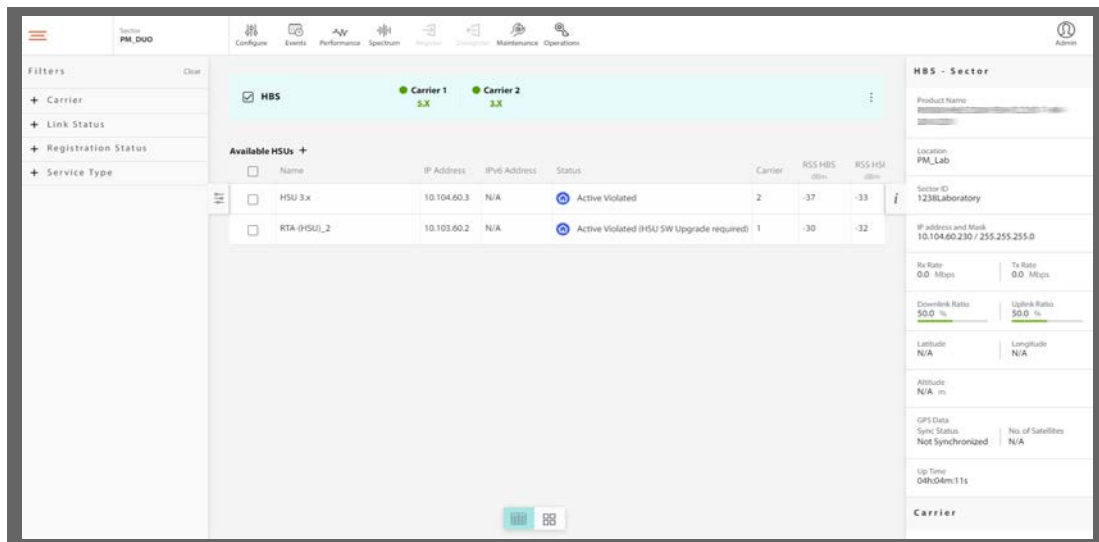 Sector
PM_DUO
Configure Events Performance Spectrum Register Maintenance Operations Admin
Filters Clear
+ Carrier
+ Link Status
+ Registration Status
+ Service Type
HBS
Carrier 1 Carrier 2
5.X 3.X
Available HSUs +
Name IP Address IPv6 Address Status Carrier RSS HBS dBm RSS HSU dBm
HSU 3.x 10.104.60.3 N/A Active Violated 2 -37 -33
RTA-(HSU)_2 10.103.60.2 N/A Active Violated (HSU SW Upgrade required) 1 -30 -32
i
HBS - Sector
Product Name
Location
PM_Lab
Sector ID
1238Laboratory
IP address and Mask
10.104.60.230 / 255.255.255.0
Rx Rate Tx Rate
0.0 Mbps 0.0 Mbps
Downlink Ratio Uplink Ratio
50.0 % 50.0 %
Latitude Longitude
N/A N/A
Altitude
N/A m
GPS Data
Sync Status No. of Satellites
Not Synchronized N/A
Up Time
04h:04m:11s
Carrier